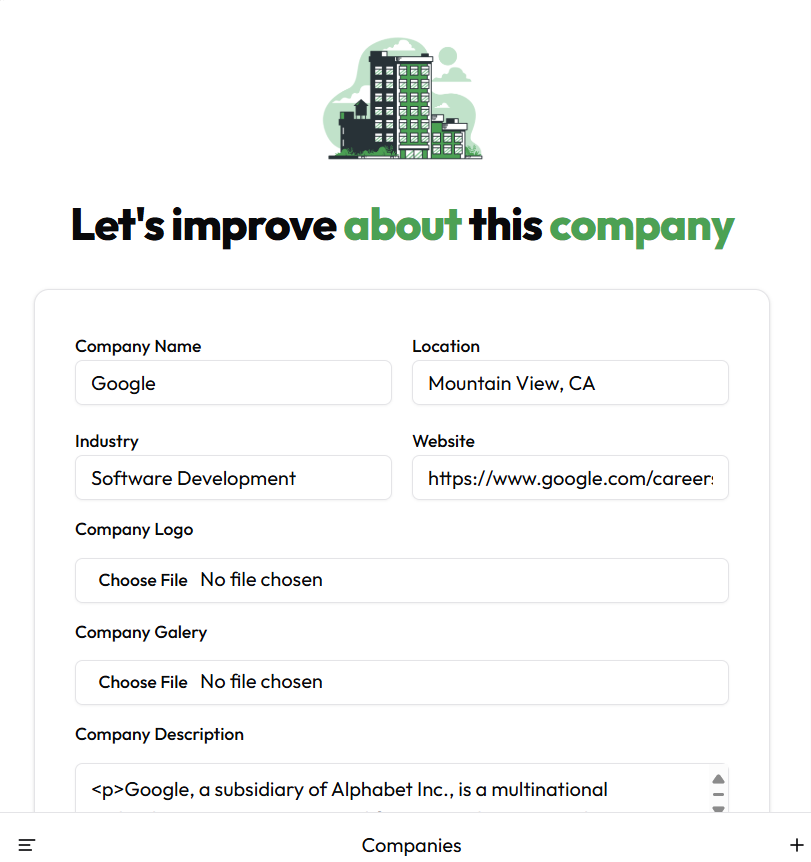 Let's improve about this company
Company Name
Location
Google
Mountain View, CA
Industry
Website
Software Development
https://www.google.com/careers
Company Logo
Choose File No file chosen
Company Galery
Choose File No file chosen
Company Description
<p>Google, a subsidiary of Alphabet Inc., is a multinational
Companies